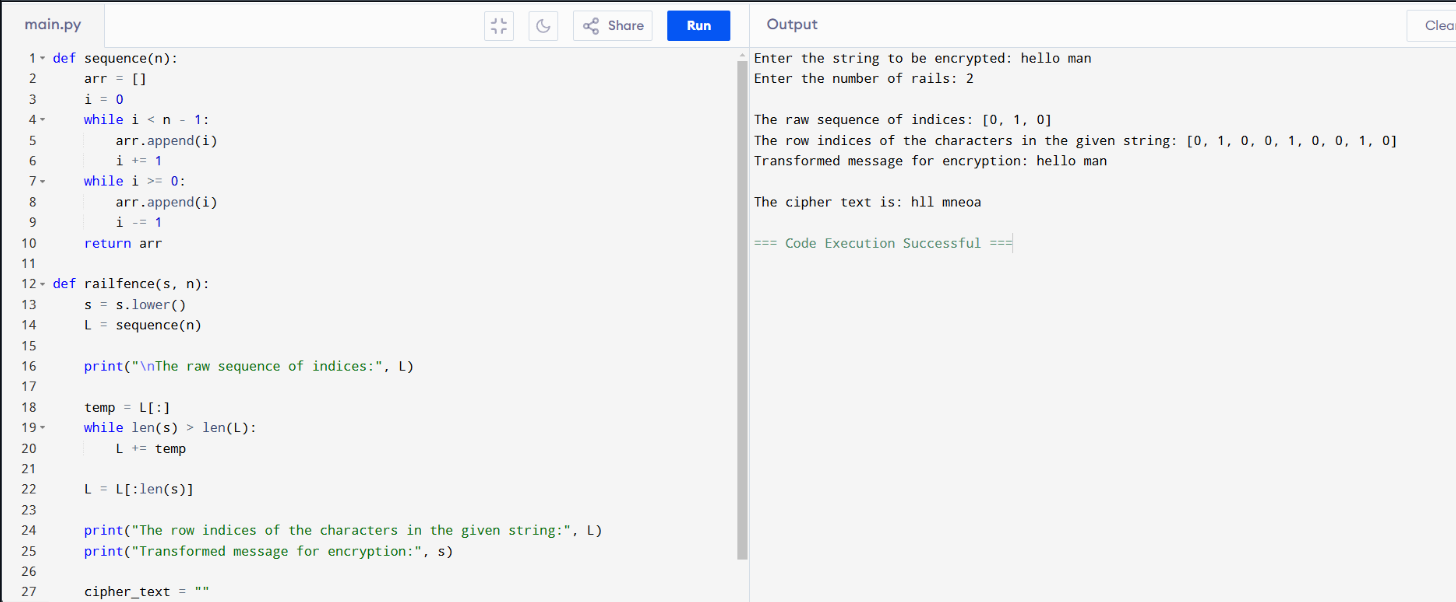 main.py
Share
Run
Output
Clea
1 def sequence(n):
2     arr = []
3     i = 0
4     while i < n - 1:
5         arr.append(i)
6         i += 1
7     while i >= 0:
8         arr.append(i)
9         i -= 1
10     return arr
11
12 def railfence(s, n):
13     s = s.lower()
14     L = sequence(n)
15
16     print("\nThe raw sequence of indices:", L)
17
18     temp = L[:]
19     while len(s) > len(L):
20         L += temp
21
22     L = L[:len(s)]
23
24     print("The row indices of the characters in the given string:", L)
25     print("Transformed message for encryption:", s)
26
27     cipher_text = ""
Enter the string to be encrypted: hello man
Enter the number of rails: 2
The raw sequence of indices: [0, 1, 0]
The row indices of the characters in the given string: [0, 1, 0, 0, 1, 0, 0, 1, 0]
Transformed message for encryption: hello man
The cipher text is: hll mneoa
=== Code Execution Successful ===